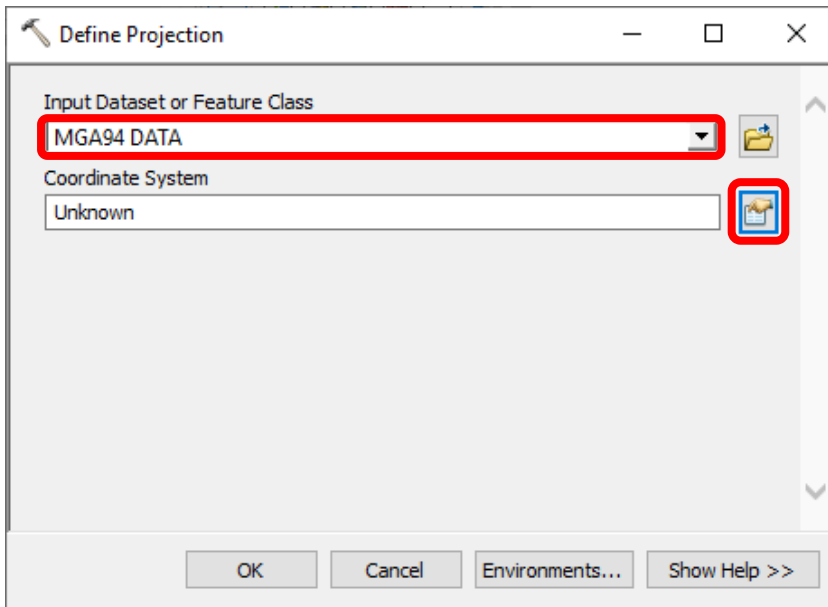 Define Projection
Input Dataset or Feature Class
MGA94 DATA
Coordinate System
Unknown
OK Cancel Environments... Show Help >>